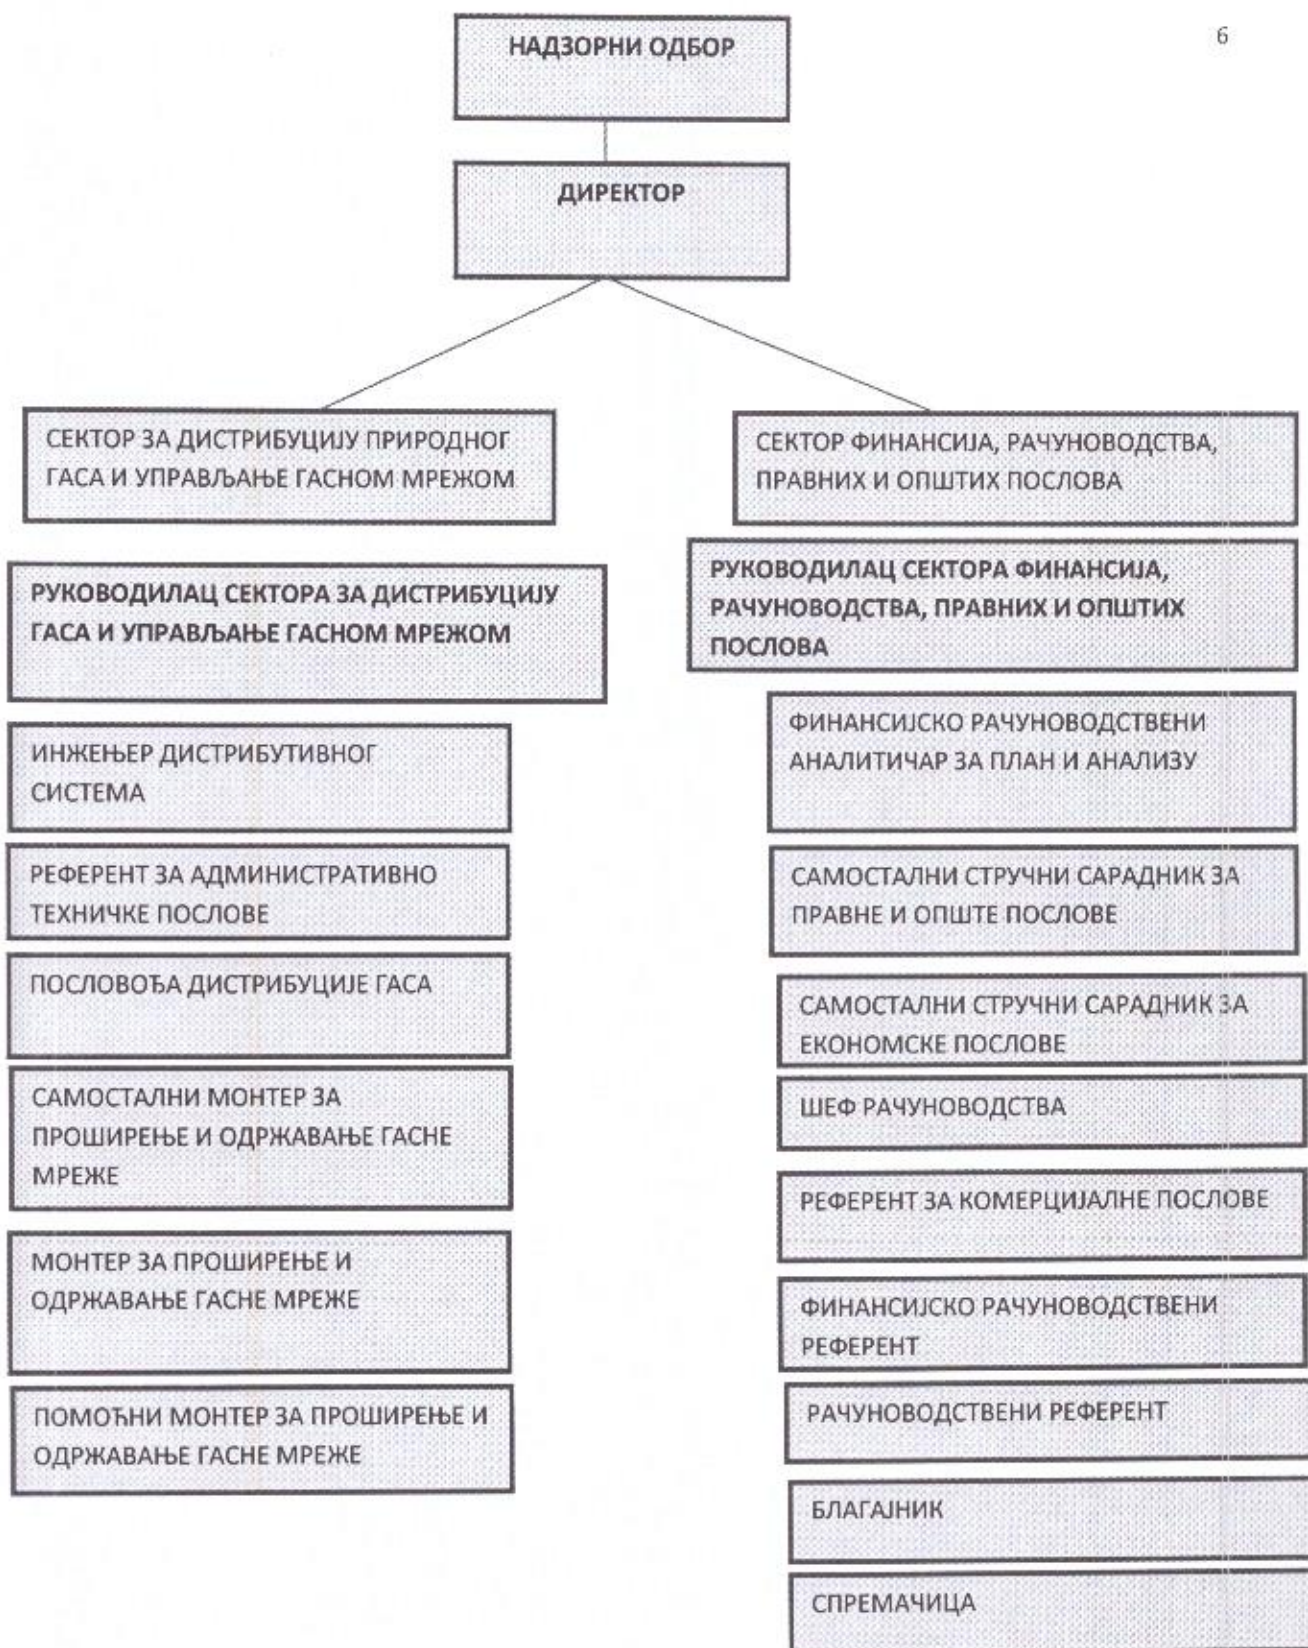 6
НАДЗОРНИ ОДБОР
ДИРЕКТОР
СЕКТОР ЗА ДИСТРИБУЦИЈУ ПРИРОДНОГ
ГАСА И УПРАВЉАЊЕ ГАСНОМ МРЕЖОМ
РУКОВОДИЛАЦ СЕКТОРА ЗА ДИСТРИБУЦИЈУ
ГАСА И УПРАВЉАЊЕ ГАСНОМ МРЕЖОМ
ИНЖЕЊЕР ДИСТРИБУТИВНОГ
СИСТЕМА
РЕФЕРЕНТ ЗА АДМИНИСТРАТИВНО
ТЕХНИЧКЕ ПОСЛОВЕ
ПОСЛОВОЂА ДИСТРИБУЦИЈЕ ГАСА
САМОСТАЛНИ МОНТЕР ЗА
ПРОШИРЕЊЕ И ОДРЖАВАЊЕ ГАСНЕ
МРЕЖЕ
МОНТЕР ЗА ПРОШИРЕЊЕ И
ОДРЖАВАЊЕ ГАСНЕ МРЕЖЕ
ПОМОЋНИ МОНТЕР ЗА ПРОШИРЕЊЕ И
ОДРЖАВАЊЕ ГАСНЕ МРЕЖЕ
СЕКТОР ФИНАНСИЈА, РАЧУНОВОДСТВА,
ПРАВНИХ И ОПШТИХ ПОСЛОВА
РУКОВОДИЛАЦ СЕКТОРА ФИНАНСИЈА,
РАЧУНОВОДСТВА, ПРАВНИХ И ОПШТИХ
ПОСЛОВА
ФИНАНСИЈСКО РАЧУНОВОДСТВЕНИ
АНАЛИТИЧАР ЗА ПЛАН И АНАЛИЗУ
САМОСТАЛНИ СТРУЧНИ САРАДНИК ЗА
ПРАВНЕ И ОПШТЕ ПОСЛОВЕ
САМОСТАЛНИ СТРУЧНИ САРАДНИК ЗА
ЕКОНОМСКЕ ПОСЛОВЕ
ШЕФ РАЧУНОВОДСТВА
РЕФЕРЕНТ ЗА КОМЕРЦИЈАЛНЕ ПОСЛОВЕ
ФИНАНСИЈСКО РАЧУНОВОДСТВЕНИ
РЕФЕРЕНТ
РАЧУНОВОДСТВЕНИ РЕФЕРЕНТ
БЛАГАЈНИК
СПРЕМАЧИЦА